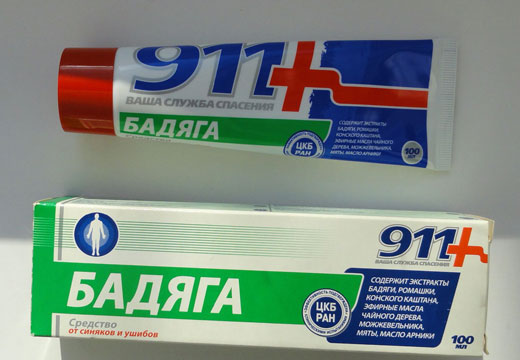 911+
ВАША СЛУЖБА СПАСЕНИЯ
БАДЯГА
Средство
СОДЕРЖИТ ЭКСТРАКТЫ
БАДЯГИ, РОМАШКИ,
КОНСКОГО КАШТАНА,
ЭФИРНЫЕ МАСЛА ЧАЙНОГО
ДЕРЕВА, МОЖЖЕВЕЛЬНИКА,
МЯТЫ, МАСЛО АРНИКИ
ЦКБ
РАН
100
МЛ
911+
ВАША СЛУЖБА СПАСЕНИЯ
БАДЯГА
Средство
от синяков и ушибов
ЦКБ
РАН
СОДЕРЖИТ ЭКСТРАКТЫ
БАДЯГИ, РОМАШКИ,
КОНСКОГО КАШТАНА,
ЭФИРНЫЕ МАСЛА
ЧАЙНОГО ДЕРЕВА,
МОЖЖЕВЕЛЬНИКА,
МЯТЫ, МАСЛО АРНИКИ
100
МЛ